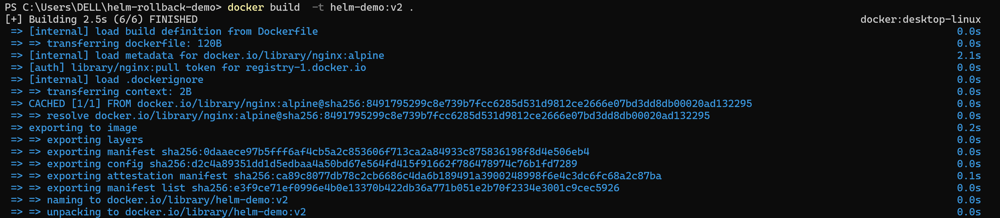 PS C:\Users\DELL\helm-rollback-demo> docker build  -t helm-demo:v2 .
[+] Building 2.5s (6/6) FINISHED docker:desktop-linux
=> [internal] load build definition from Dockerfile 0.0s
=> => transferring dockerfile: 120B 0.0s
=> [internal] load metadata for docker.io/library/nginx:alpine 2.1s
=> [auth] library/nginx:pull token for registry-1.docker.io 0.0s
=> [internal] load .dockerignore 0.0s
=> => transferring context: 2B 0.0s
=> CACHED [1/1] FROM docker.io/library/nginx:alpine@sha256:8491795299c8e739b7fcc6285d531d9812ce2666e07bd3dd8db00020ad132295 0.0s
=> => resolve docker.io/library/nginx:alpine@sha256:8491795299c8e739b7fcc6285d531d9812ce2666e07bd3dd8db00020ad132295 0.0s
=> exporting to image 0.2s
=> => exporting layers 0.0s
=> => exporting manifest sha256:0daaece97b5fff6af4cb5a2c853606f713ca2a84933c875836198f8d4e506eb4 0.0s
=> => exporting config sha256:d2c4a89351dd1d5edbaa4a50bd67e564fd415f91662f786478974c76b1fd7289 0.0s
=> => exporting attestation manifest sha256:ca89c8077db78c2cb6686c4da6b189491a3900248998f6e4c3dc6fc68a2c87ba 0.1s
=> => exporting manifest list sha256:e3f9ce71ef0996e4b0e13370b422db36a771b051e2b70f2334e3001c9cec5926 0.0s
=> => naming to docker.io/library/helm-demo:v2 0.0s
=> => unpacking to docker.io/library/helm-demo:v2 0.0s